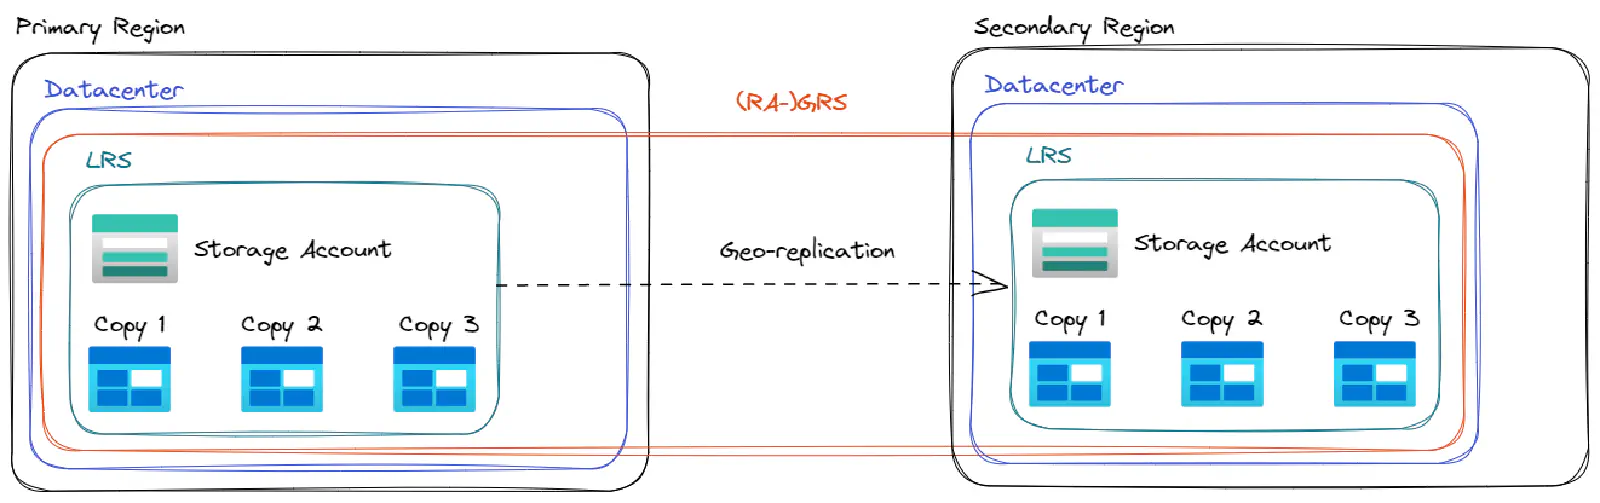 Primary Region
Datacenter
LRS
Storage Account
Copy 1
Copy 2
Copy 3
(RA-)GRS
Geo-replication
Secondary Region
Datacenter
LRS
Storage Account
Copy 1
Copy 2
Copy 3